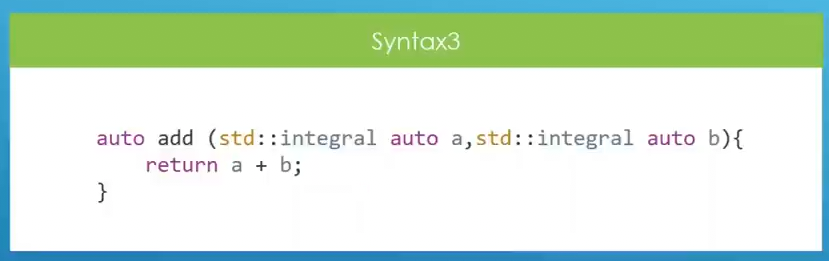 Syntax3
auto add (std::integral auto a,std::integral auto b){
    return a + b;
}